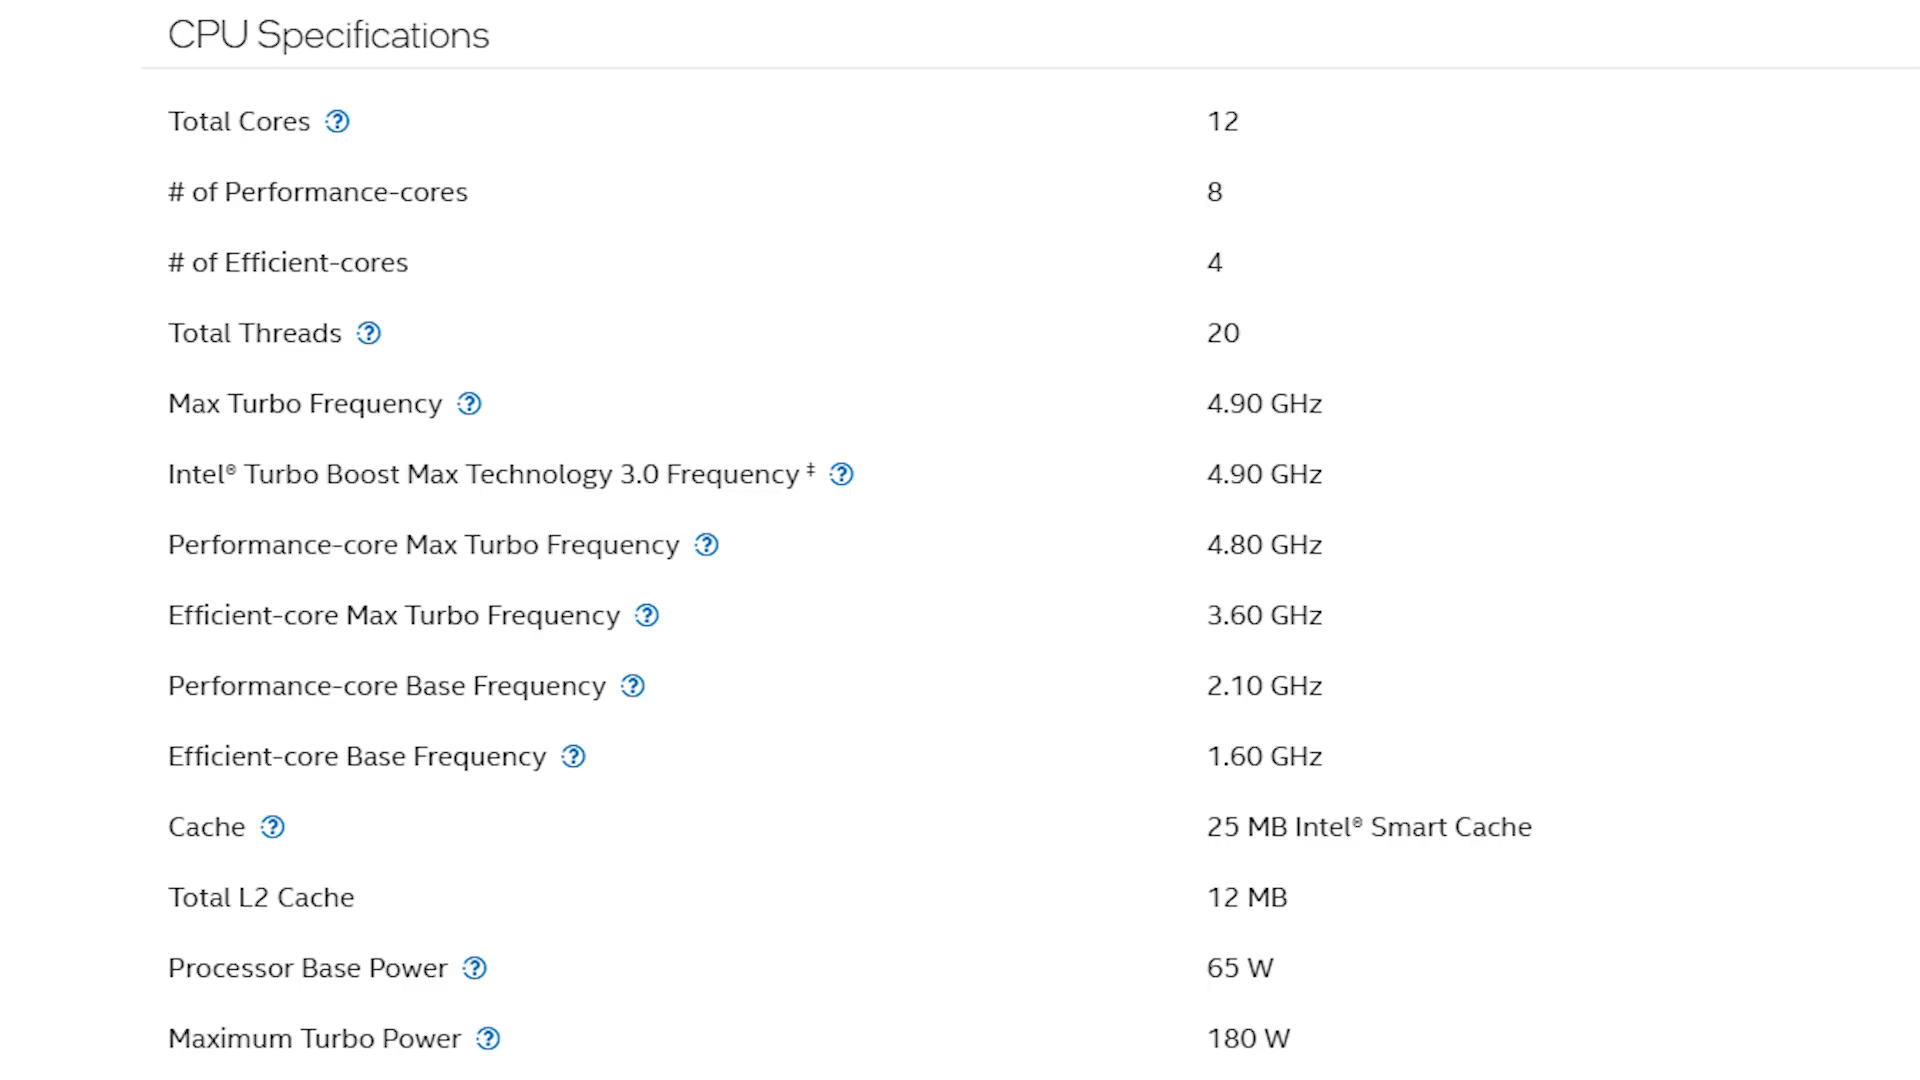 CPU Specifications
Total Cores 12
# of Performance-cores 8
# of Efficient-cores 4
Total Threads 20
Max Turbo Frequency 4.90 GHz
Intel® Turbo Boost Max Technology 3.0 Frequency ‡ 4.90 GHz
Performance-core Max Turbo Frequency 4.80 GHz
Efficient-core Max Turbo Frequency 3.60 GHz
Performance-core Base Frequency 2.10 GHz
Efficient-core Base Frequency 1.60 GHz
Cache 25 MB Intel® Smart Cache
Total L2 Cache 12 MB
Processor Base Power 65 W
Maximum Turbo Power 180 W